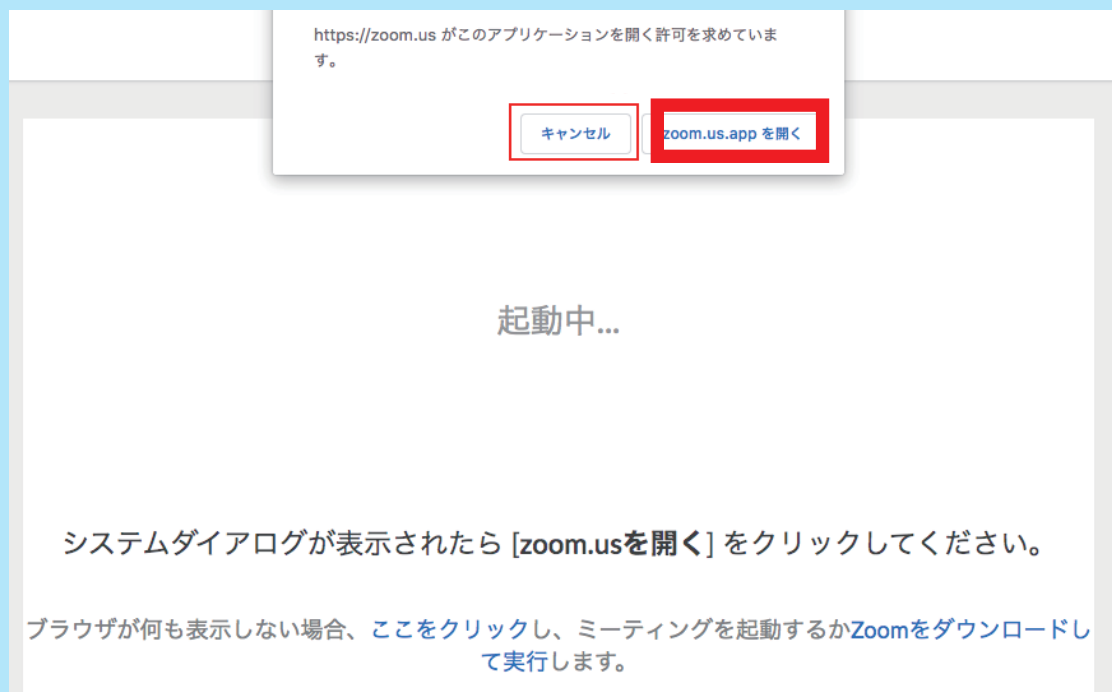 https://zoom.us がこのアプリケーションを開く許可を求めていま
す。
キャンセル
zoom.us.app を開く
起動中...
システムダイアログが表示されたら [zoom.usを開く] をクリックしてください。
ブラウザが何も表示しない場合、ここをクリックし、ミーティングを起動するかZoomをダウンロードし
て実行します。